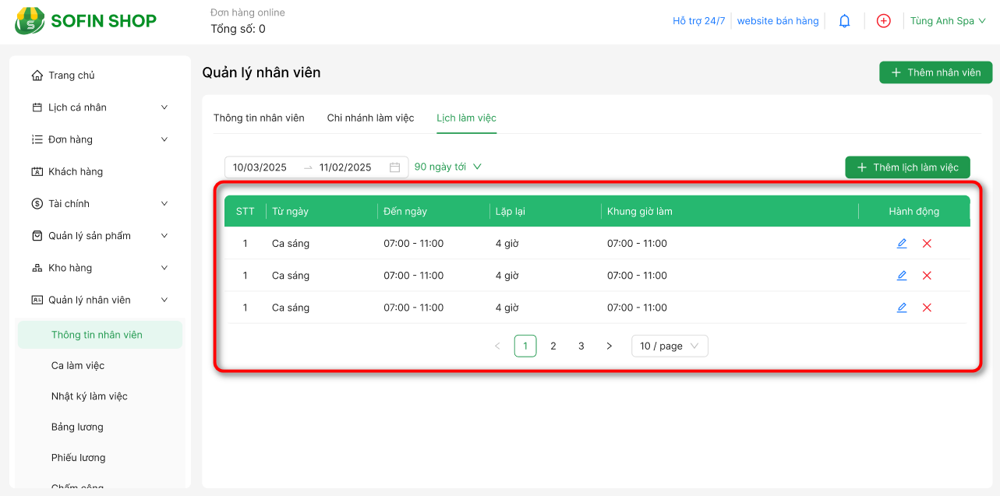 SOFIN SHOP
Đơn hàng online
Tổng số: 0
Hỗ trợ 24/7
website bán hàng
Tùng Anh Spa
Trang chủ
Lịch cá nhân
Đơn hàng
Khách hàng
Tài chính
Quản lý sản phẩm
Kho hàng
Quản lý nhân viên
Thông tin nhân viên
Ca làm việc
Nhật ký làm việc
Bảng lương
Phiếu lương
Chấm công
Quản lý nhân viên
Thêm nhân viên
Thông tin nhân viên Chi nhánh làm việc Lịch làm việc
10/03/2025 → 11/02/2025 90 ngày tới
Thêm lịch làm việc
STT Từ ngày Đến ngày Lặp lại Khung giờ làm Hành động
1 Ca sáng 07:00 - 11:00 4 giờ 07:00 - 11:00
1 Ca sáng 07:00 - 11:00 4 giờ 07:00 - 11:00
1 Ca sáng 07:00 - 11:00 4 giờ 07:00 - 11:00
< 1 2 3 > 10 / page